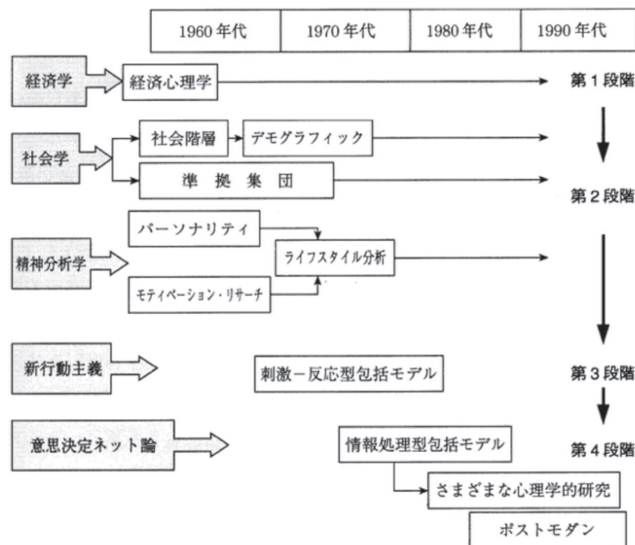 1960年代 1970年代 1980年代 1990年代
経済学 経済心理学 第1段階
社会階層 デモグラフィック
社会学
準拠集団 第2段階
パーソナリティ
精神分析学 ライフスタイル分析
モティベーション・リサーチ
新行動主義 刺激−反応型包括モデル 第3段階
意思決定ネット論 情報処理型包括モデル 第4段階
さまざまな心理学的研究
ポストモダン